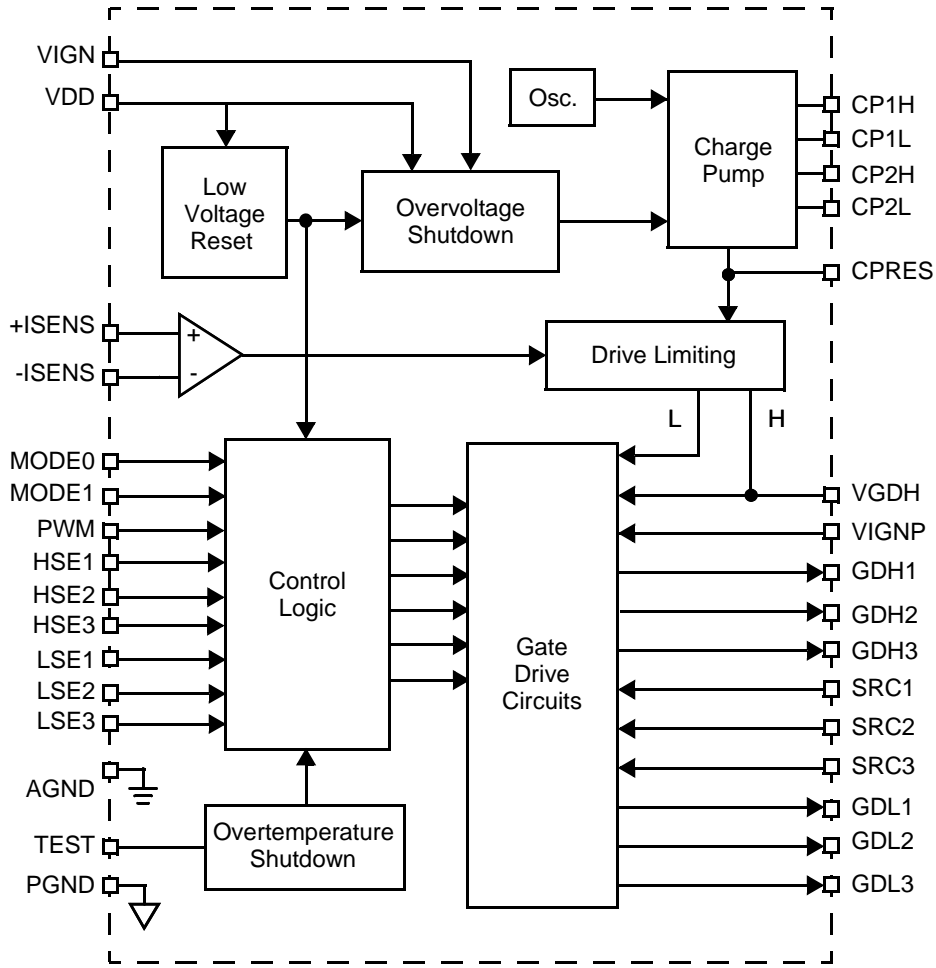 VIGN
VDD
Osc.
Charge
Pump
CP1H
CP1L
CP2H
CP2L
CPRES
Low
Voltage
Reset
Overvoltage
Shutdown
+ISENS
-ISENS
+
-
Drive Limiting
L
H
MODE0
MODE1
PWM
HSE1
HSE2
HSE3
LSE1
LSE2
LSE3
AGND
TEST
PGND
Control
Logic
Overtemperature
Shutdown
Gate
Drive
Circuits
VGDH
VIGNP
GDH1
GDH2
GDH3
SRC1
SRC2
SRC3
GDL1
GDL2
GDL3